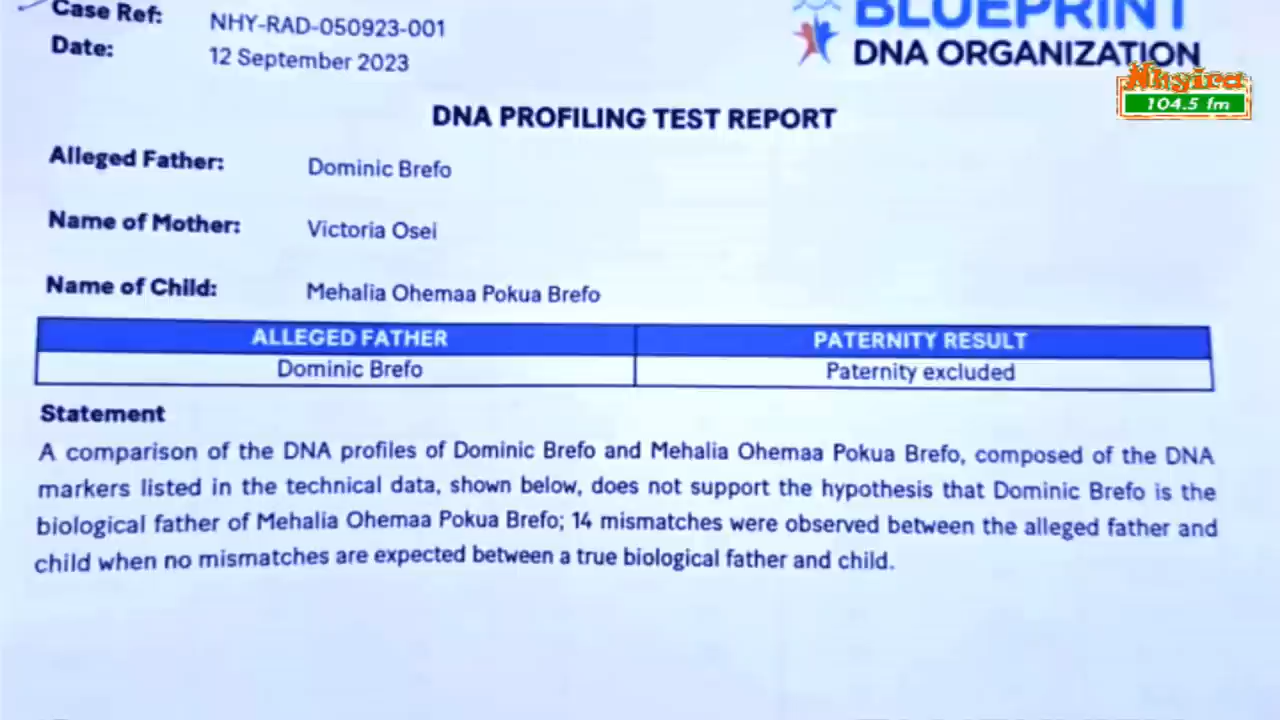 Case Ref: NHY-RAD-050923-001
BLUEPRINT
Date: 12 September 2023
DNA ORGANIZATION
Nhyira
104.5 fm
DNA PROFILING TEST REPORT
Alleged Father: Dominic Brefo
Name of Mother: Victoria Osei
Name of Child: Mehalia Ohemaa Pokua Brefo
ALLEGED FATHER PATERNITY RESULT
Dominic Brefo Paternity excluded
Statement
A comparison of the DNA profiles of Dominic Brefo and Mehalia Ohemaa Pokua Brefo, composed of the DNA
markers listed in the technical data, shown below, does not support the hypothesis that Dominic Brefo is the
biological father of Mehalia Ohemaa Pokua Brefo; 14 mismatches were observed between the alleged father and
child when no mismatches are expected between a true biological father and child.